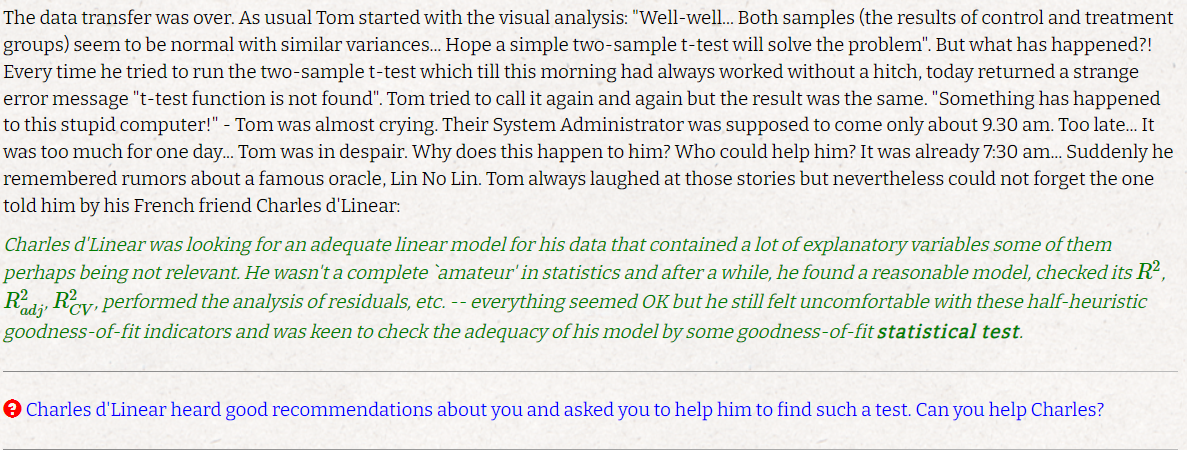 The data transfer was over. As usual Tom started with the visual analysis: "Well-well... Both samples (the results of control and treatment
groups) seem to be normal with similar variances... Hope a simple two-sample t-test will solve the problem". But what has happened?!
Every time he tried to run the two-sample t-test which till this morning had always worked without a hitch, today returned a strange
error message "t-test function is not found". Tom tried to call it again and again but the result was the same. "Something has happened
to this stupid computer!" - Tom was almost crying. Their System Administrator was supposed to come only about 9.30 am. Too late... It
was too much for one day... Tom was in despair. Why does this happen to him? Who could help him? It was already 7:30 am... Suddenly he
remembered rumors about a famous oracle, Lin No Lin. Tom always laughed at those stories but nevertheless could not forget the one
told him by his French friend Charles d'Linear:
Charles d'Linear was looking for an adequate linear model for his data that contained a lot of explanatory variables some of them
perhaps being not relevant. He wasn't a complete `amateur' in statistics and after a while, he found a reasonable model, checked its R²,
R²adj, R²CV, performed the analysis of residuals, etc. -- everything seemed OK but he still felt uncomfortable with these half-heuristic
goodness-of-fit indicators and was keen to check the adequacy of his model by some goodness-of-fit statistical test.
? Charles d'Linear heard good recommendations about you and asked you to help him to find such a test. Can you help Charles?